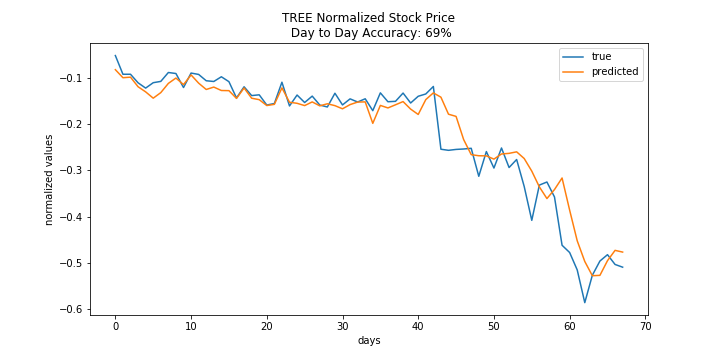 TREE Normalized Stock Price
Day to Day Accuracy: 69%
true
predicted
−0.1
−0.2
−0.3
−0.4
−0.5
−0.6
normalized values
0 10 20 30 40 50 60 70
days